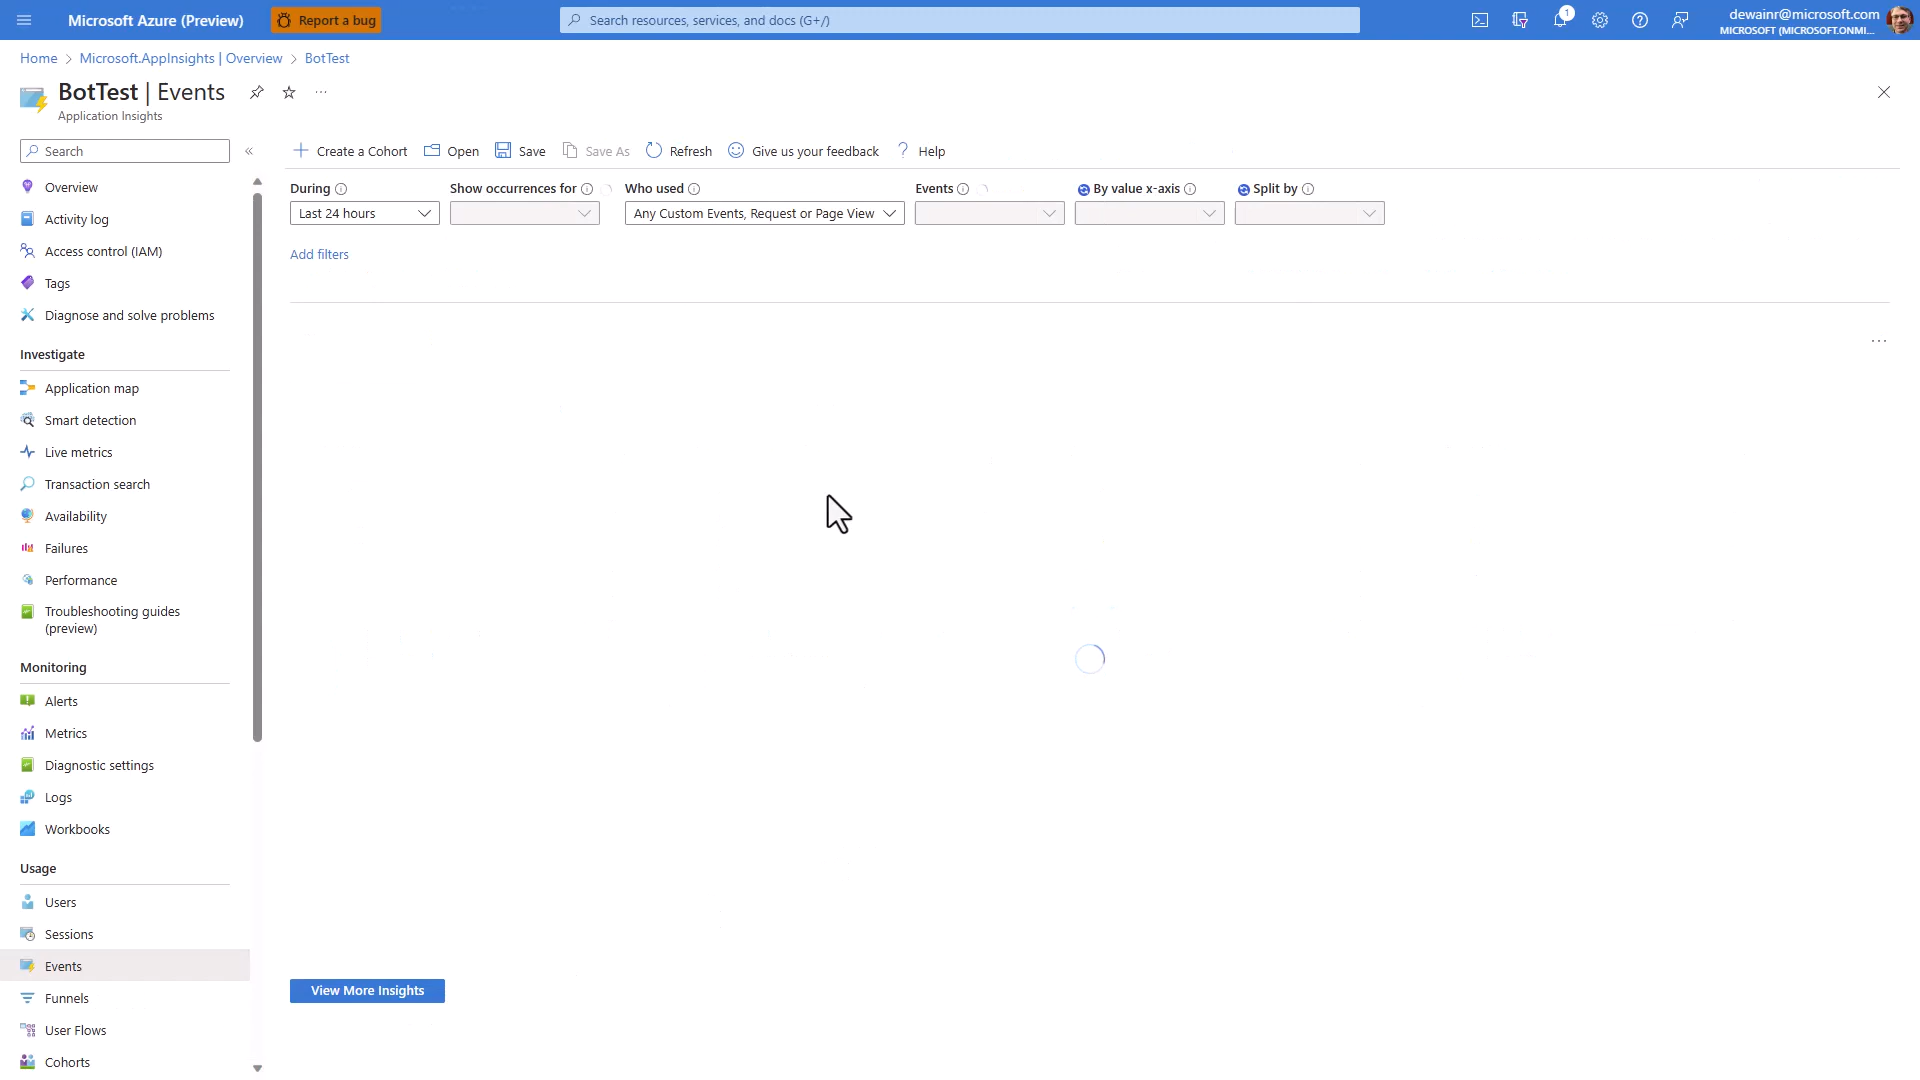 Microsoft Azure (Preview)
Report a bug
Search resources, services, and docs (G+/)
1
dewainr@microsoft.com
MICROSOFT (MICROSOFT.ONMI...
Home > Microsoft.AppInsights | Overview > BotTest
BotTest | Events
Application Insights
Search
Create a Cohort
Open
Save
Save As
Refresh
Give us your feedback
Help
During
Show occurrences for
Who used
Events
By value x-axis
Split by
Last 24 hours
Any Custom Events, Request or Page View
Add filters
Overview
Activity log
Access control (IAM)
Tags
Diagnose and solve problems
Investigate
Application map
Smart detection
Live metrics
Transaction search
Availability
Failures
Performance
Troubleshooting guides
(preview)
Monitoring
Alerts
Metrics
Diagnostic settings
Logs
Workbooks
Usage
Users
Sessions
Events
Funnels
User Flows
Cohorts
View More Insights